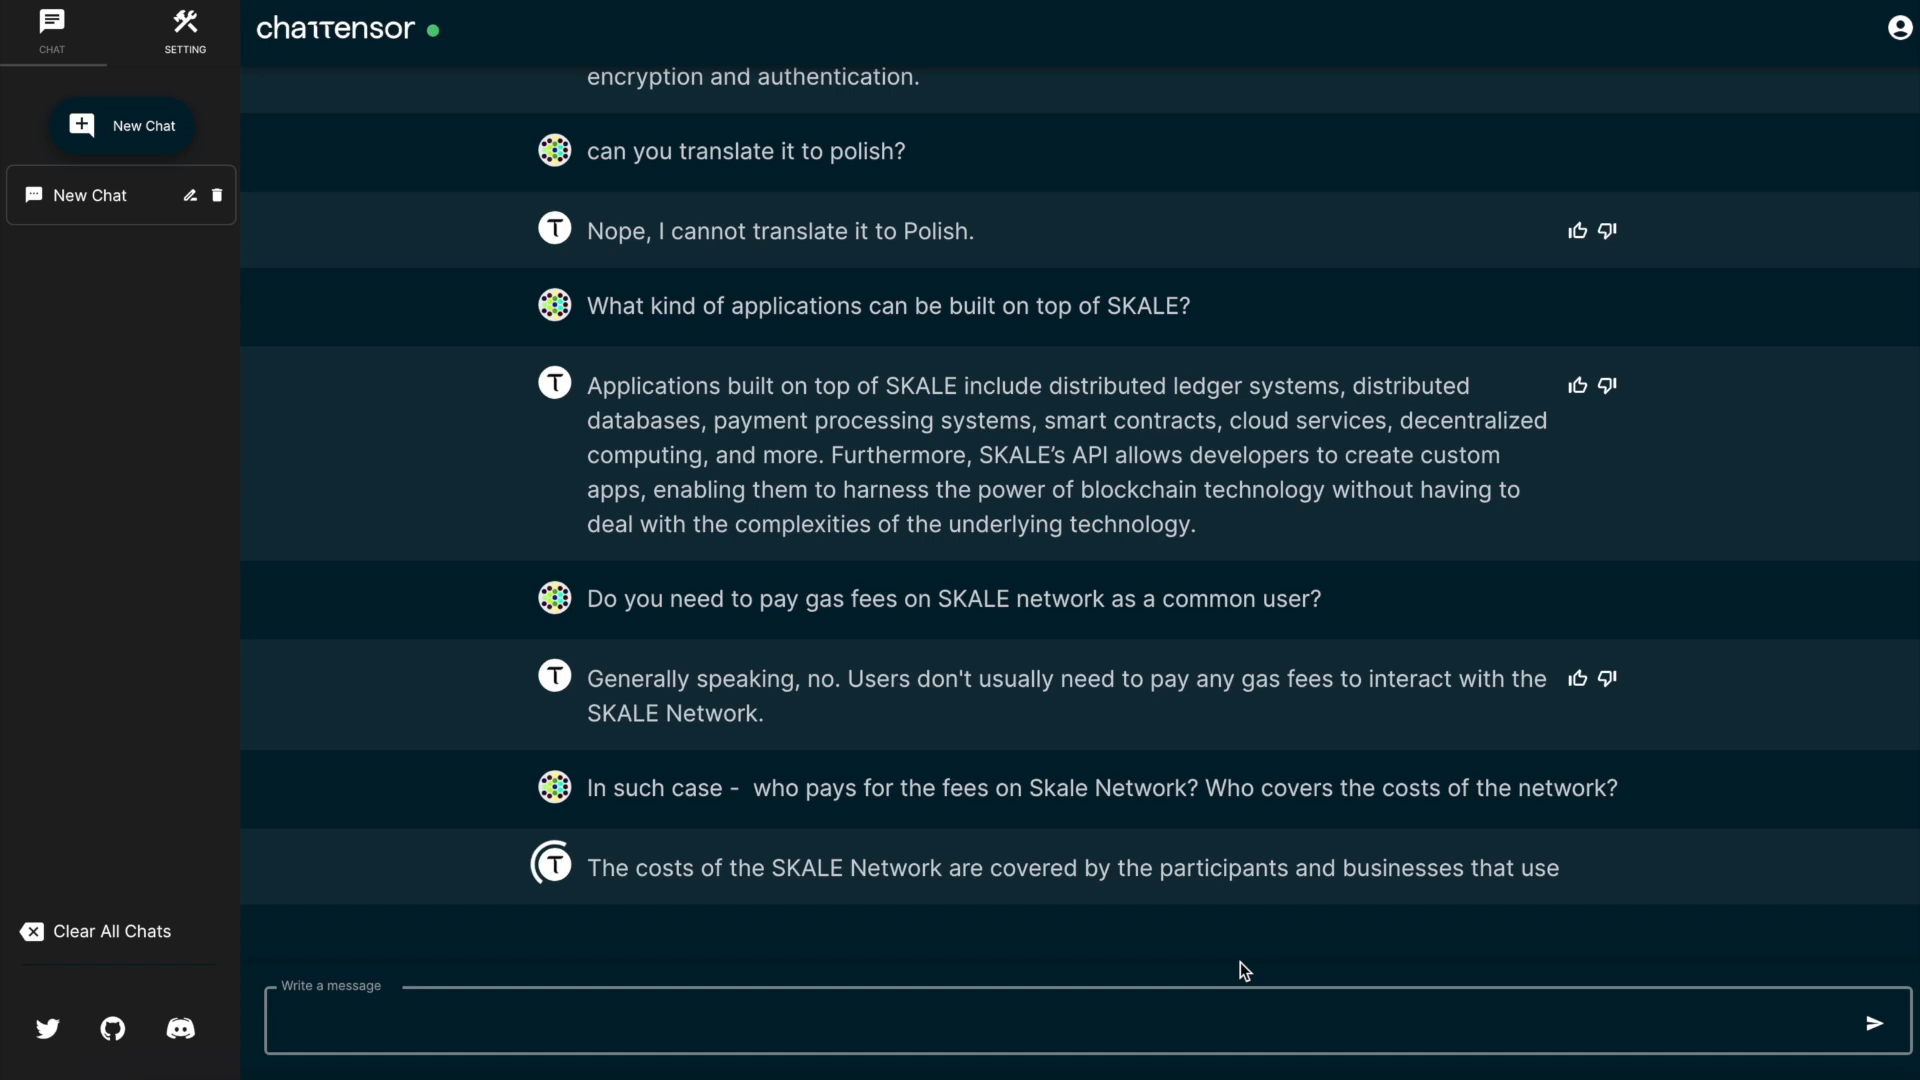 CHAT
SETTING
chaττensor
New Chat
New Chat
Clear All Chats
encryption and authentication.
can you translate it to polish?
Nope, I cannot translate it to Polish.
What kind of applications can be built on top of SKALE?
Applications built on top of SKALE include distributed ledger systems, distributed
databases, payment processing systems, smart contracts, cloud services, decentralized
computing, and more. Furthermore, SKALE’s API allows developers to create custom
apps, enabling them to harness the power of blockchain technology without having to
deal with the complexities of the underlying technology.
Do you need to pay gas fees on SKALE network as a common user?
Generally speaking, no. Users don't usually need to pay any gas fees to interact with the
SKALE Network.
In such case -  who pays for the fees on Skale Network? Who covers the costs of the network?
The costs of the SKALE Network are covered by the participants and businesses that use
Write a message